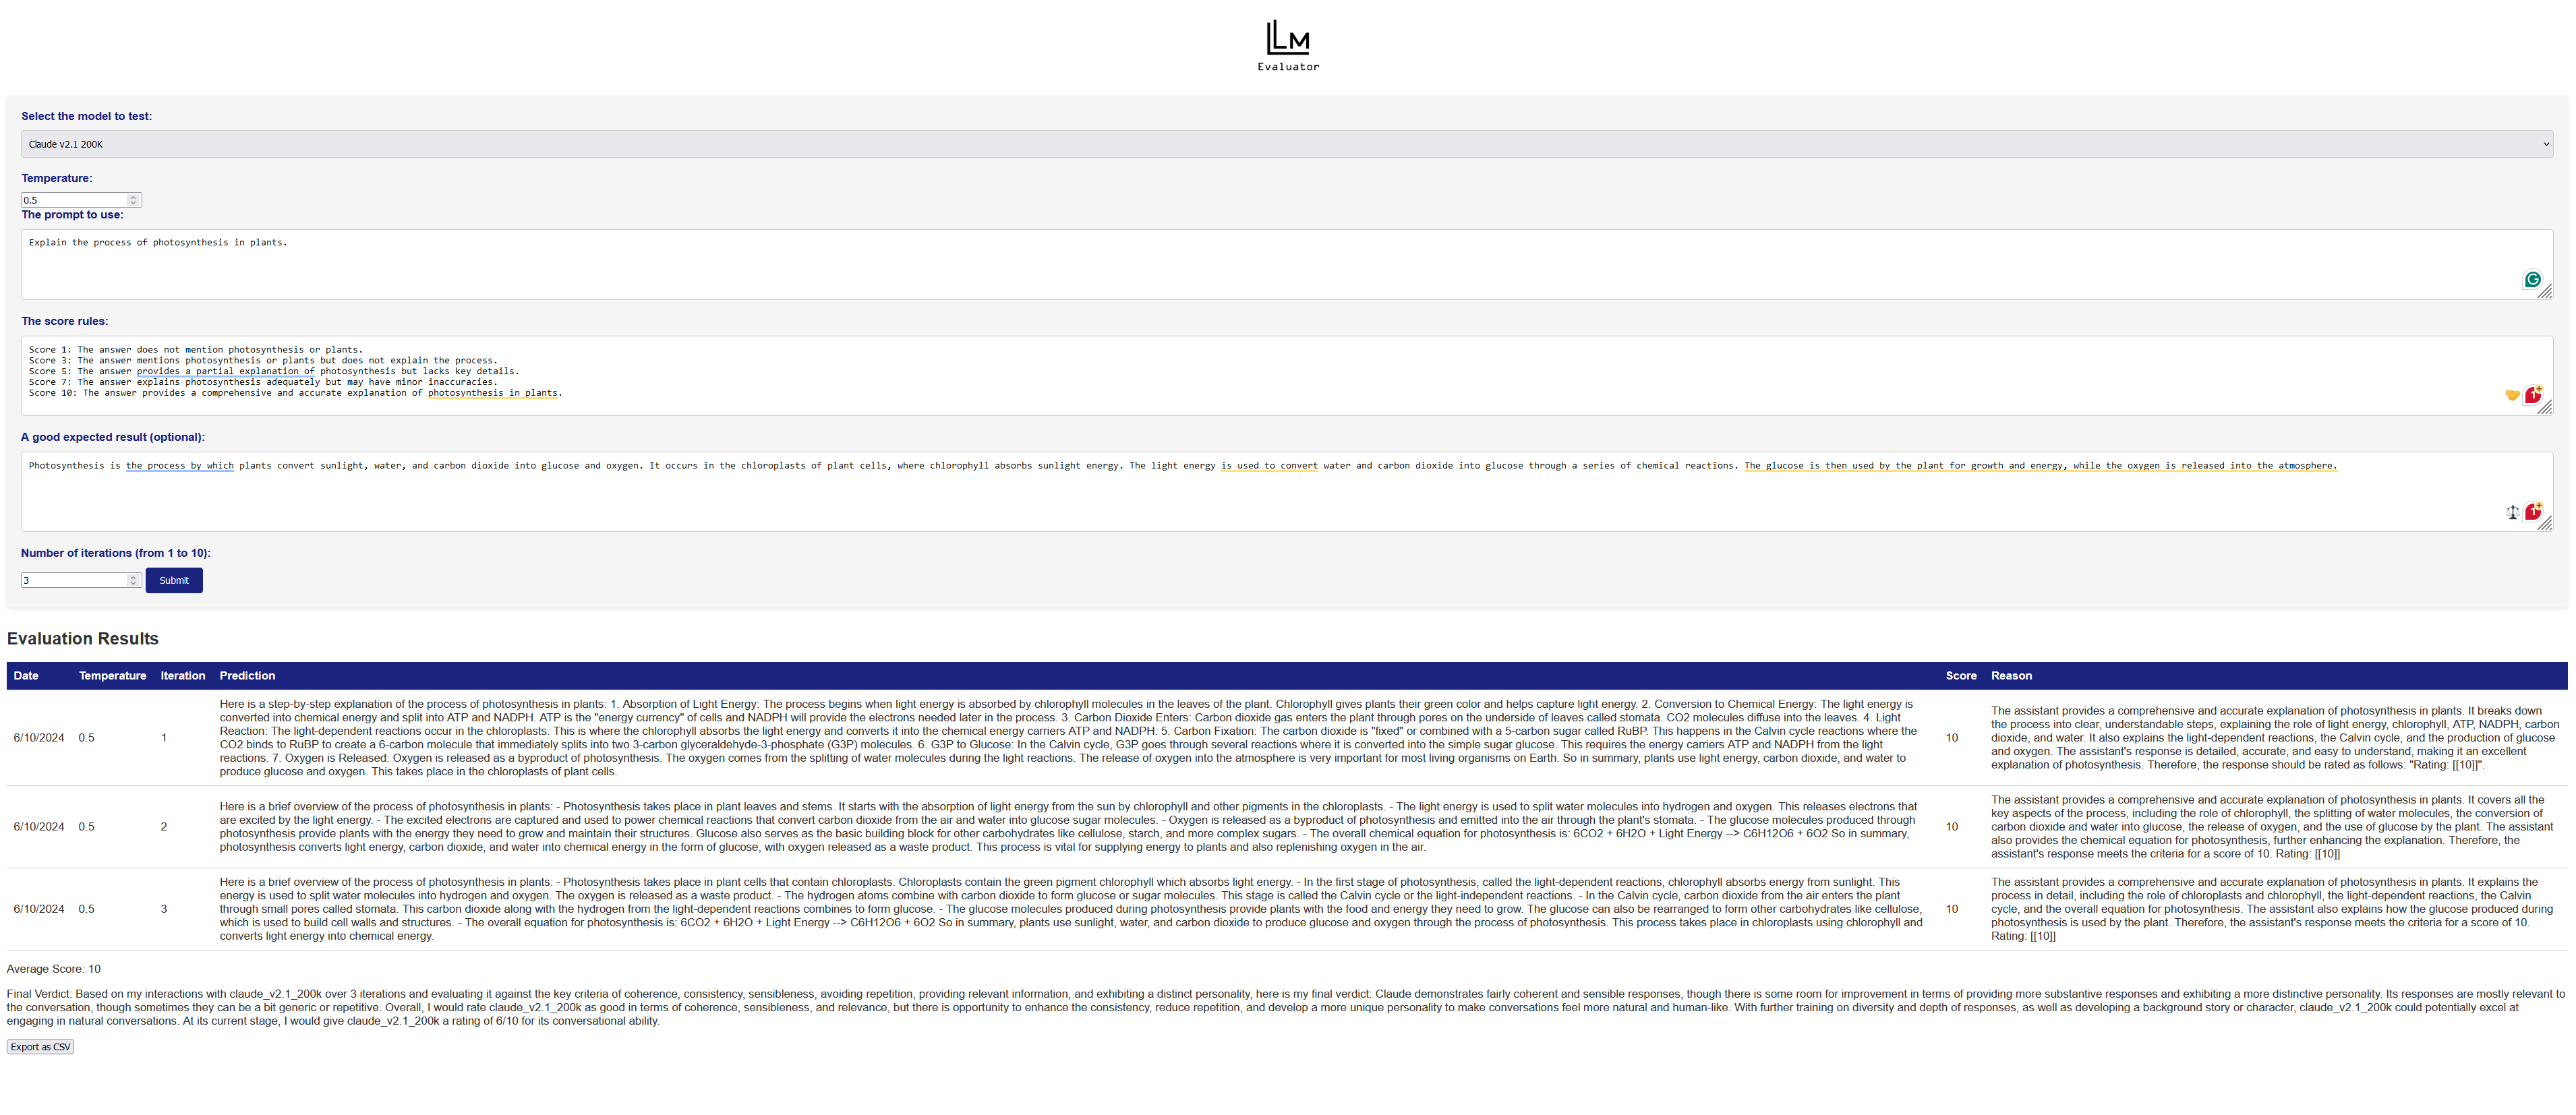 LLM
Evaluator
Select the model to test:
Claude v2.1 200K
Temperature:
0.5
The prompt to use:
Explain the process of photosynthesis in plants.
The score rules:
Score 1: The answer does not mention photosynthesis or plants.
Score 3: The answer mentions photosynthesis or plants but does not explain the process.
Score 5: The answer provides a partial explanation of photosynthesis but lacks key details.
Score 7: The answer explains photosynthesis adequately but may have minor inaccuracies.
Score 10: The answer provides a comprehensive and accurate explanation of photosynthesis in plants.
A good expected result (optional):
Photosynthesis is the process by which plants convert sunlight, water, and carbon dioxide into glucose and oxygen. It occurs in the chloroplasts of plant cells, where chlorophyll absorbs sunlight energy. The light energy is used to convert water and carbon dioxide into glucose through a series of chemical reactions. The glucose is then used by the plant for growth and energy, while the oxygen is released into the atmosphere.
Number of iterations (from 1 to 10):
3 Submit
Evaluation Results
Date Temperature Iteration Prediction Score Reason
6/10/2024 0.5 1
Here is a step-by-step explanation of the process of photosynthesis in plants: 1. Absorption of Light Energy: The process begins when light energy is absorbed by chlorophyll molecules in the leaves of the plant. Chlorophyll gives plants their green color and helps capture light energy. 2. Conversion to Chemical Energy: The light energy is
converted into chemical energy and split into ATP and NADPH. ATP is the "energy currency" of cells and NADPH will provide the electrons needed later in the process. 3. Carbon Dioxide Enters: Carbon dioxide gas enters the plant through pores on the underside of leaves called stomata. CO2 molecules diffuse into the leaves. 4. Light
Reaction: The light-dependent reactions occur in the chloroplasts. This is where the chlorophyll absorbs the light energy and converts it into the chemical energy carriers ATP and NADPH. 5. Carbon Fixation: The carbon dioxide is "fixed" or combined with a 5-carbon sugar called RuBP. This happens in the Calvin cycle reactions where the
CO2 binds to RuBP to create a 6-carbon molecule that immediately splits into two 3-carbon glyceraldehyde-3-phosphate (G3P) molecules. 6. G3P to Glucose: In the Calvin cycle, G3P goes through several reactions where it is converted into the simple sugar glucose. This requires the energy carriers ATP and NADPH from the light
reactions. 7. Oxygen is Released: Oxygen is released as a byproduct of photosynthesis. The oxygen comes from the splitting of water molecules during the light reactions. The release of oxygen into the atmosphere is very important for most living organisms on Earth. So in summary, plants use light energy, carbon dioxide, and water to
produce glucose and oxygen. This takes place in the chloroplasts of plant cells.
10
The assistant provides a comprehensive and accurate explanation of photosynthesis in plants. It breaks down
the process into clear, understandable steps, explaining the role of light energy, chlorophyll, ATP, NADPH, carbon
dioxide, and water. It also explains the light-dependent reactions, the Calvin cycle, and the production of glucose
and oxygen. The assistant's response is detailed, accurate, and easy to understand, making it an excellent
explanation of photosynthesis. Therefore, the response should be rated as follows: "Rating: [[10]]".
6/10/2024 0.5 2
Here is a brief overview of the process of photosynthesis in plants: - Photosynthesis takes place in plant leaves and stems. It starts with the absorption of light energy from the sun by chlorophyll and other pigments in the chloroplasts. - The light energy is used to split water molecules into hydrogen and oxygen. This releases electrons that
are excited by the light energy. - The excited electrons are captured and used to power chemical reactions that convert carbon dioxide from the air and water into glucose sugar molecules. - Oxygen is released as a byproduct of photosynthesis and emitted into the air through the plant's stomata. - The glucose molecules produced through
photosynthesis provide plants with the energy they need to grow and maintain their structures. Glucose also serves as the basic building block for other carbohydrates like cellulose, starch, and more complex sugars. - The overall chemical equation for photosynthesis is: 6CO2 + 6H2O + Light Energy --> C6H12O6 + 6O2 So in summary,
photosynthesis converts light energy, carbon dioxide, and water into chemical energy in the form of glucose, with oxygen released as a waste product. This process is vital for supplying energy to plants and also replenishing oxygen in the air.
10
The assistant provides a comprehensive and accurate explanation of photosynthesis in plants. It covers all the
key aspects of the process, including the role of chlorophyll, the splitting of water molecules, the conversion of
carbon dioxide and water into glucose, the release of oxygen, and the use of glucose by the plant. The assistant
also provides the chemical equation for photosynthesis, further enhancing the explanation. Therefore, the
assistant's response meets the criteria for a score of 10. Rating: [[10]]
6/10/2024 0.5 3
Here is a brief overview of the process of photosynthesis in plants: - Photosynthesis takes place in plant cells that contain chloroplasts. Chloroplasts contain the green pigment chlorophyll which absorbs light energy. - In the first stage of photosynthesis, called the light-dependent reactions, chlorophyll absorbs energy from sunlight. This
energy is used to split water molecules into hydrogen and oxygen. The oxygen is released as a waste product. - The hydrogen atoms combine with carbon dioxide to form glucose or sugar molecules. This stage is called the Calvin cycle or the light-independent reactions. - In the Calvin cycle, carbon dioxide from the air enters the plant
through small pores called stomata. This carbon dioxide along with the hydrogen from the light-dependent reactions combines to form glucose. - The glucose molecules produced during photosynthesis provide plants with the food and energy they need to grow. The glucose can also be rearranged to form other carbohydrates like cellulose,
which is used to build cell walls and structures. - The overall equation for photosynthesis is: 6CO2 + 6H2O + Light Energy --> C6H12O6 + 6O2 So in summary, plants use sunlight, water, and carbon dioxide to produce glucose and oxygen through the process of photosynthesis. This process takes place in chloroplasts using chlorophyll and
converts light energy into chemical energy.
10
The assistant provides a comprehensive and accurate explanation of photosynthesis in plants. It explains the
process in detail, including the role of chloroplasts and chlorophyll, the light-dependent reactions, the Calvin
cycle, and the overall equation for photosynthesis. The assistant also explains how the glucose produced during
photosynthesis is used by the plant. Therefore, the assistant's response meets the criteria for a score of 10.
Rating: [[10]]
Average Score: 10
Final Verdict: Based on my interactions with claude_v2.1_200k over 3 iterations and evaluating it against the key criteria of coherence, consistency, sensibleness, avoiding repetition, providing relevant information, and exhibiting a distinct personality, here is my final verdict: Claude demonstrates fairly coherent and sensible responses, though there is some room for improvement in terms of providing more substantive responses and exhibiting a more distinctive personality. Its responses are mostly relevant to
the conversation, though sometimes they can be a bit generic or repetitive. Overall, I would rate claude_v2.1_200k as good in terms of coherence, sensibleness, and relevance, but there is opportunity to enhance the consistency, reduce repetition, and develop a more unique personality to make conversations feel more natural and human-like. With further training on diversity and depth of responses, as well as developing a background story or character, claude_v2.1_200k could potentially excel at
engaging in natural conversations. At its current stage, I would give claude_v2.1_200k a rating of 6/10 for its conversational ability.
Export as CSV